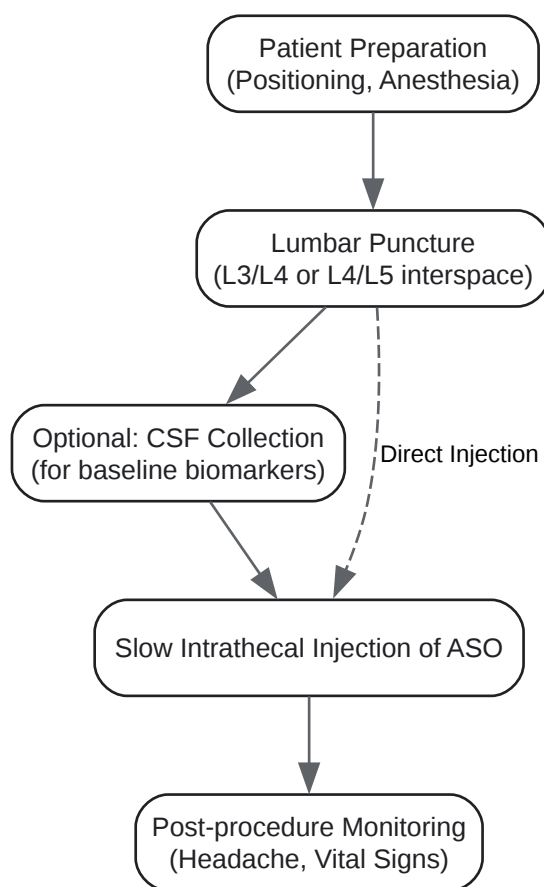 Patient Preparation
(Positioning, Anesthesia)
Lumbar Puncture
(L3/L4 or L4/L5 interspace)
Optional: CSF Collection
(for baseline biomarkers)
Direct Injection
Slow Intrathecal Injection of ASO
Post-procedure Monitoring
(Headache, Vital Signs)